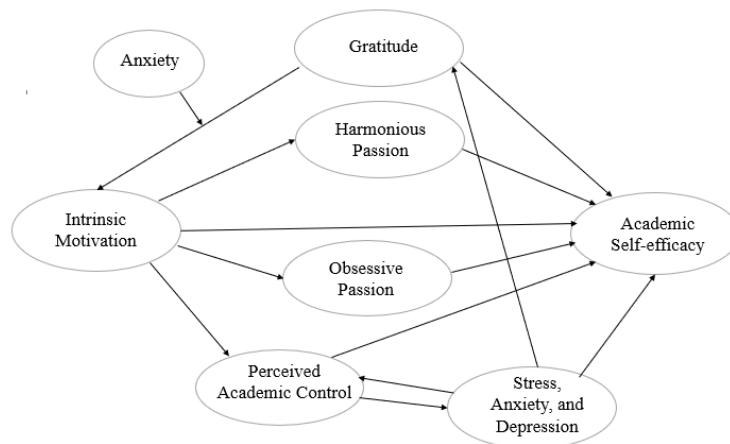 Gratitude
Anxiety
Harmonious
Passion
Intrinsic
Motivation
Academic
Self-efficacy
Obsessive
Passion
Perceived
Academic Control
Stress,
Anxiety, and
Depression